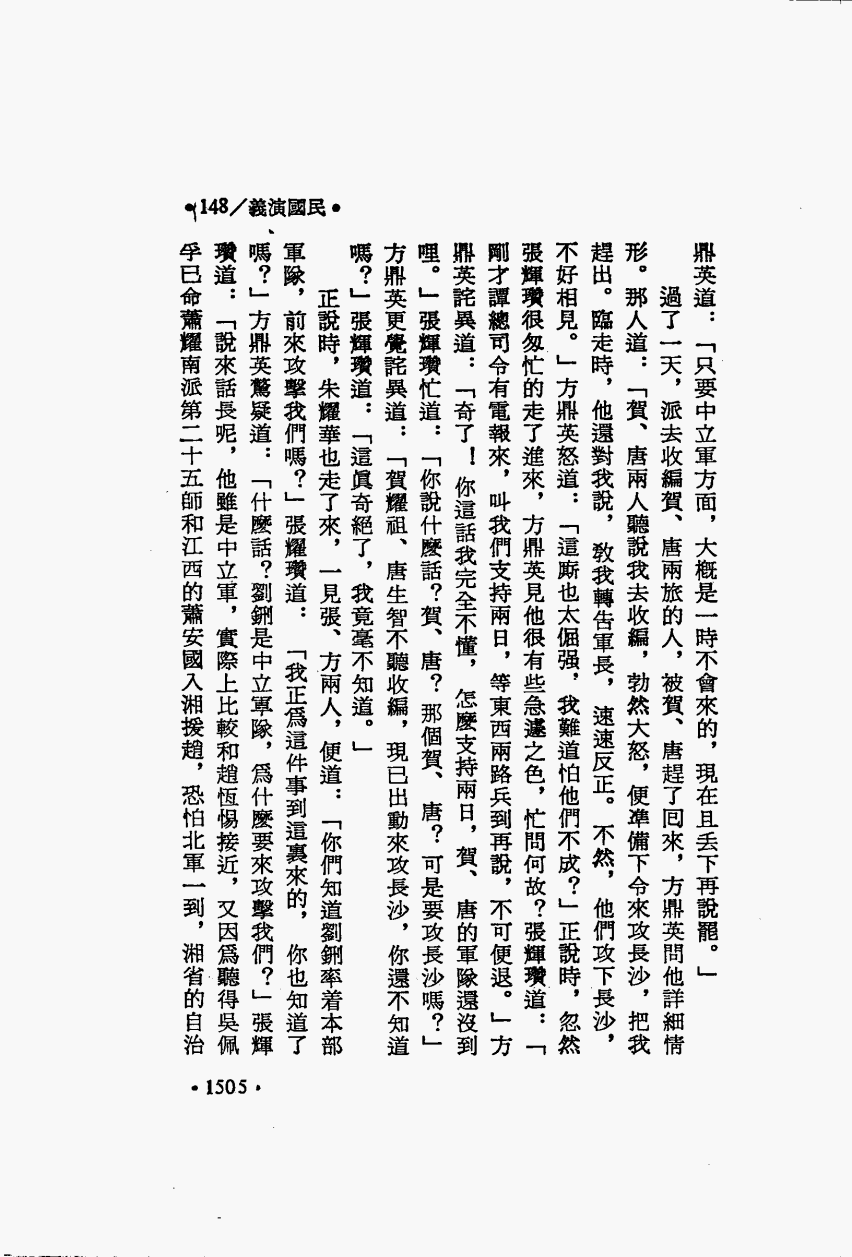 •148／義演國民•
鼎英道：「只要中立軍方面，大概是一時不會來的，現在且丢下再說罷。」
過了一天，派去收編賀、唐兩旅的人，被賀、唐趕了回來，方鼎英問他詳細情
形。那人道：「賀、唐兩人聽說我去收編，勃然大怒，便準備下令來攻長沙，把我
趕出。臨走時，他還對我說，教我轉告軍長，速速反正。不然，他們攻下長沙，
不好相見。」方鼎英怒道：「這廝也太倔强，我難道怕他們不成？」正說時，忽然
張輝瓚很匆忙的走了進來，方鼎英見他很有些急遽之色，忙問何故？張輝瓚道：「
剛才譚總司令有電報來，叫我們支持兩日，等東西兩路兵到再說，不可便退。」方
鼎英詫異道：「奇了！你這話我完全不懂，怎麼支持兩日，賀、唐的軍隊還沒到
哩。」張輝瓚忙道：「你說什麼話？賀、唐？那個賀、唐？可是要攻長沙嗎？」
方鼎英更覺詫異道：「賀耀祖、唐生智不聽收編，現已出動來攻長沙，你還不知道
嗎？」張輝瓚道：「這眞奇絕了，我竟毫不知道。」
正說時，朱耀華也走了來，一見張、方兩人，便道：「你們知道劉鉶率着本部
軍隊，前來攻擊我們嗎？」張耀瓚道：「我正爲這件事到這裏來的，你也知道了
嗎？」方鼎英驚疑道：「什麼話？劉鉶是中立軍隊，爲什麼要來攻擊我們？」張輝
瓚道：「說來話長呢，他雖是中立軍，實際上比較和趙恆惕接近，又因爲聽得吳佩
孚已命蕭耀南派第二十五師和江西的蕭安國入湘援趙，恐怕北軍一到，湘省的自治
•1505•